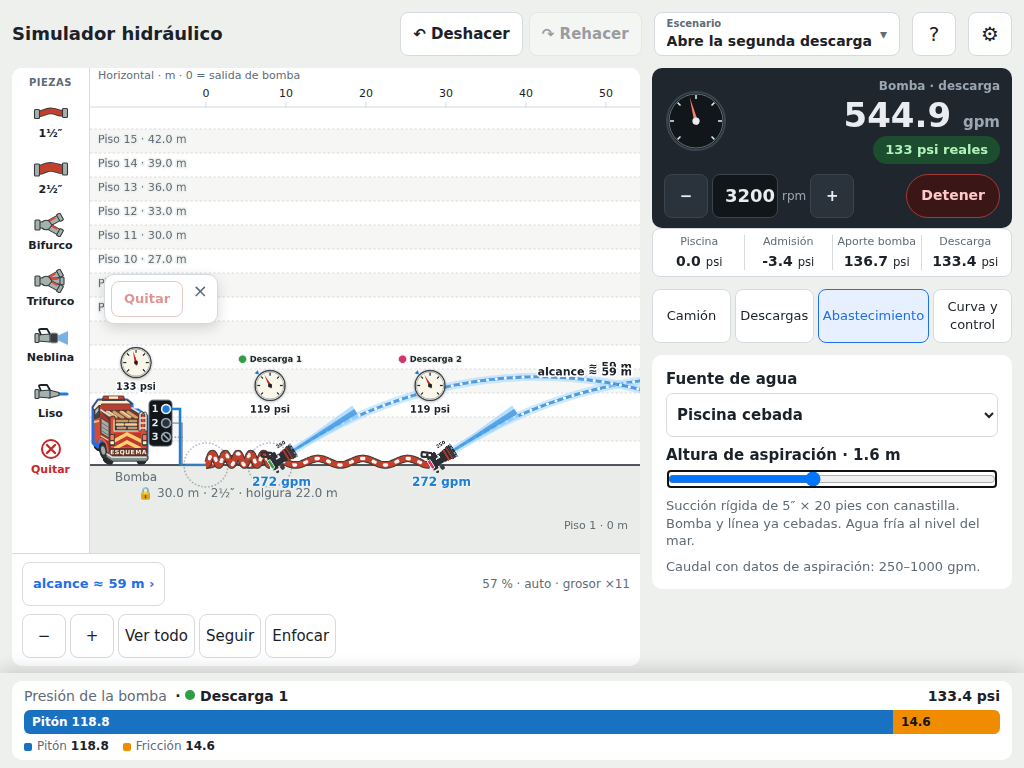 Simulador hidráulico
↶ Deshacer
↷ Rehacer
Escenario
Abre la segunda descarga
?
PIEZAS
1½″
2½″
Bifurco
Trifurco
Neblina
Liso
Quitar
Horizontal · m · 0 = salida de bomba
0 10 20 30 40 50
Piso 15 · 42.0 m
Piso 14 · 39.0 m
Piso 13 · 36.0 m
Piso 12 · 33.0 m
Piso 11 · 30.0 m
Piso 10 · 27.0 m
Quitar ×
133 psi
Descarga 1
119 psi
Descarga 2
119 psi
≈ 59 m
alcance ≈ 59 m
1
2
3
ESQUEMA
250
250
Bomba
272 gpm
272 gpm
30.0 m · 2½″ · holgura 22.0 m
Piso 1 · 0 m
alcance ≈ 59 m ›
57 % · auto · grosor ×11
− + Ver todo Seguir Enfocar
Bomba · descarga
544.9 gpm
133 psi reales
− 3200 rpm + Detener
Piscina Admisión Aporte bomba Descarga
0.0 psi -3.4 psi 136.7 psi 133.4 psi
Camión
Descargas
Abastecimiento
Curva y control
Fuente de agua
Piscina cebada
Altura de aspiración · 1.6 m
Succión rígida de 5″ × 20 pies con canastilla.
Bomba y línea ya cebadas. Agua fría al nivel del
mar.
Caudal con datos de aspiración: 250–1000 gpm.
Presión de la bomba · Descarga 1 133.4 psi
Pitón 118.8 14.6
Pitón 118.8 Fricción 14.6